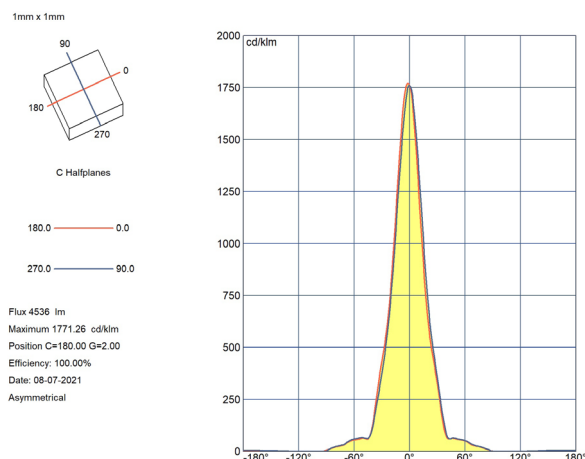 1mm x 1mm
90
0
180
270
C Halfplanes
180.0 0.0
270.0 90.0
Flux 4536 lm
Maximum 1771.26 cd/klm
Position C=180.00 G=2.00
Efficiency: 100.00%
Date: 08-07-2021
Asymmetrical
2000
cd/klm
1750
1500
1250
1000
750
500
250
0
-180° -120° -60° 0° 60° 120° 180°